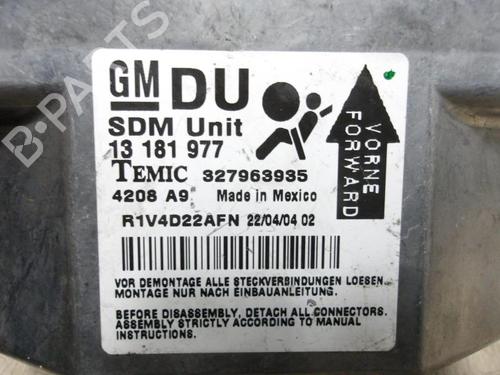 GM DU
SDM Unit
13 181 977
TEMIC 327963935
4208 A9 Made in Mexico
R1V4D22AFN 22/04/04 02
VORNE
FORWARD
VOR DEMONTAGE ALLE STECKVERBINDUNGEN LOESEN.
MONTAGE NUR NACH EINBAUANLEITUNG.
BEFORE DISASSEMBLY, DETACH ALL CONNECTORS.
ASSEMBLY STRICTLY ACCORDING TO MANUAL
INSTRUCTIONS.
B-PARTS